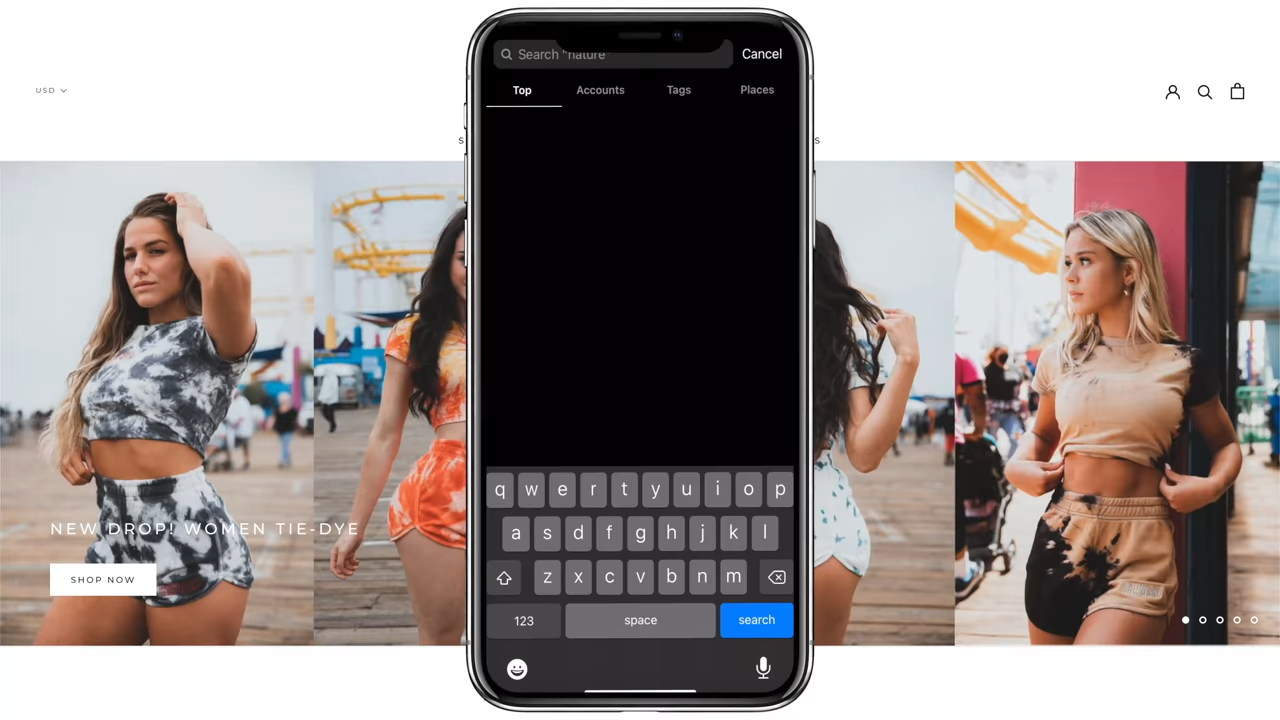 Search "nature"
Cancel
Top Accounts Tags Places
USD
S
S
NEW DROP! WOMEN TIE-DYE
SHOP NOW
q w e r t y u i o p
a s d f g h j k l
z x c v b n m
123 space search